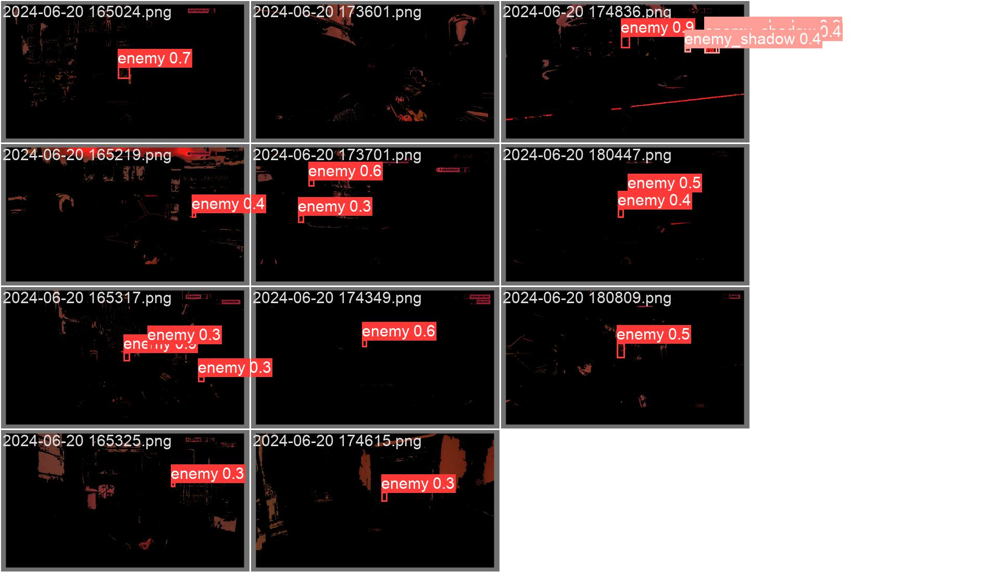 2024-06-20 165024.png
enemy 0.7
2024-06-20 173601.png
2024-06-20 174836.png
enemy 0.9
enemy_shadow 0.4
2024-06-20 165219.png
enemy 0.4
2024-06-20 173701.png
enemy 0.6
enemy 0.3
2024-06-20 180447.png
enemy 0.5
enemy 0.4
2024-06-20 165317.png
enemy 0.3
enemy 0.3
2024-06-20 174349.png
enemy 0.6
2024-06-20 180809.png
enemy 0.5
2024-06-20 165325.png
enemy 0.3
2024-06-20 174615.png
enemy 0.3